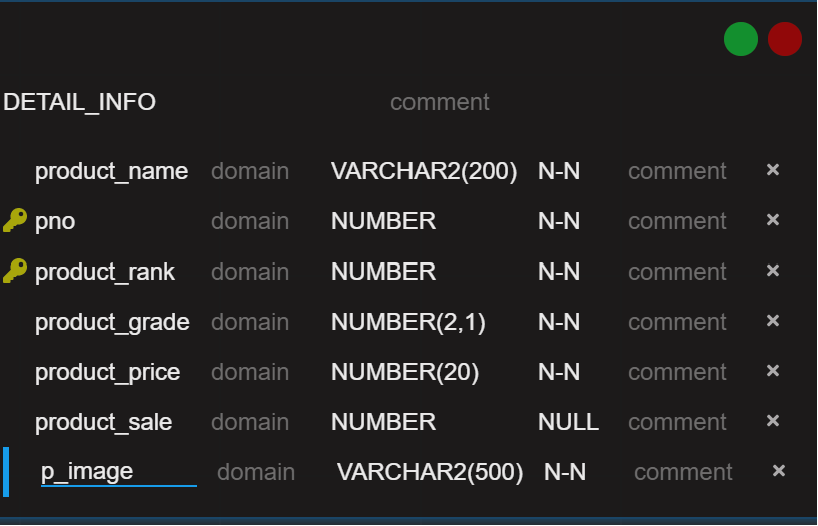 DETAIL_INFO comment
product_name domain VARCHAR2(200) N-N comment ×
pno domain NUMBER N-N comment ×
product_rank domain NUMBER N-N comment ×
product_grade domain NUMBER(2,1) N-N comment ×
product_price domain NUMBER(20) N-N comment ×
product_sale domain NUMBER NULL comment ×
p_image domain VARCHAR2(500) N-N comment ×